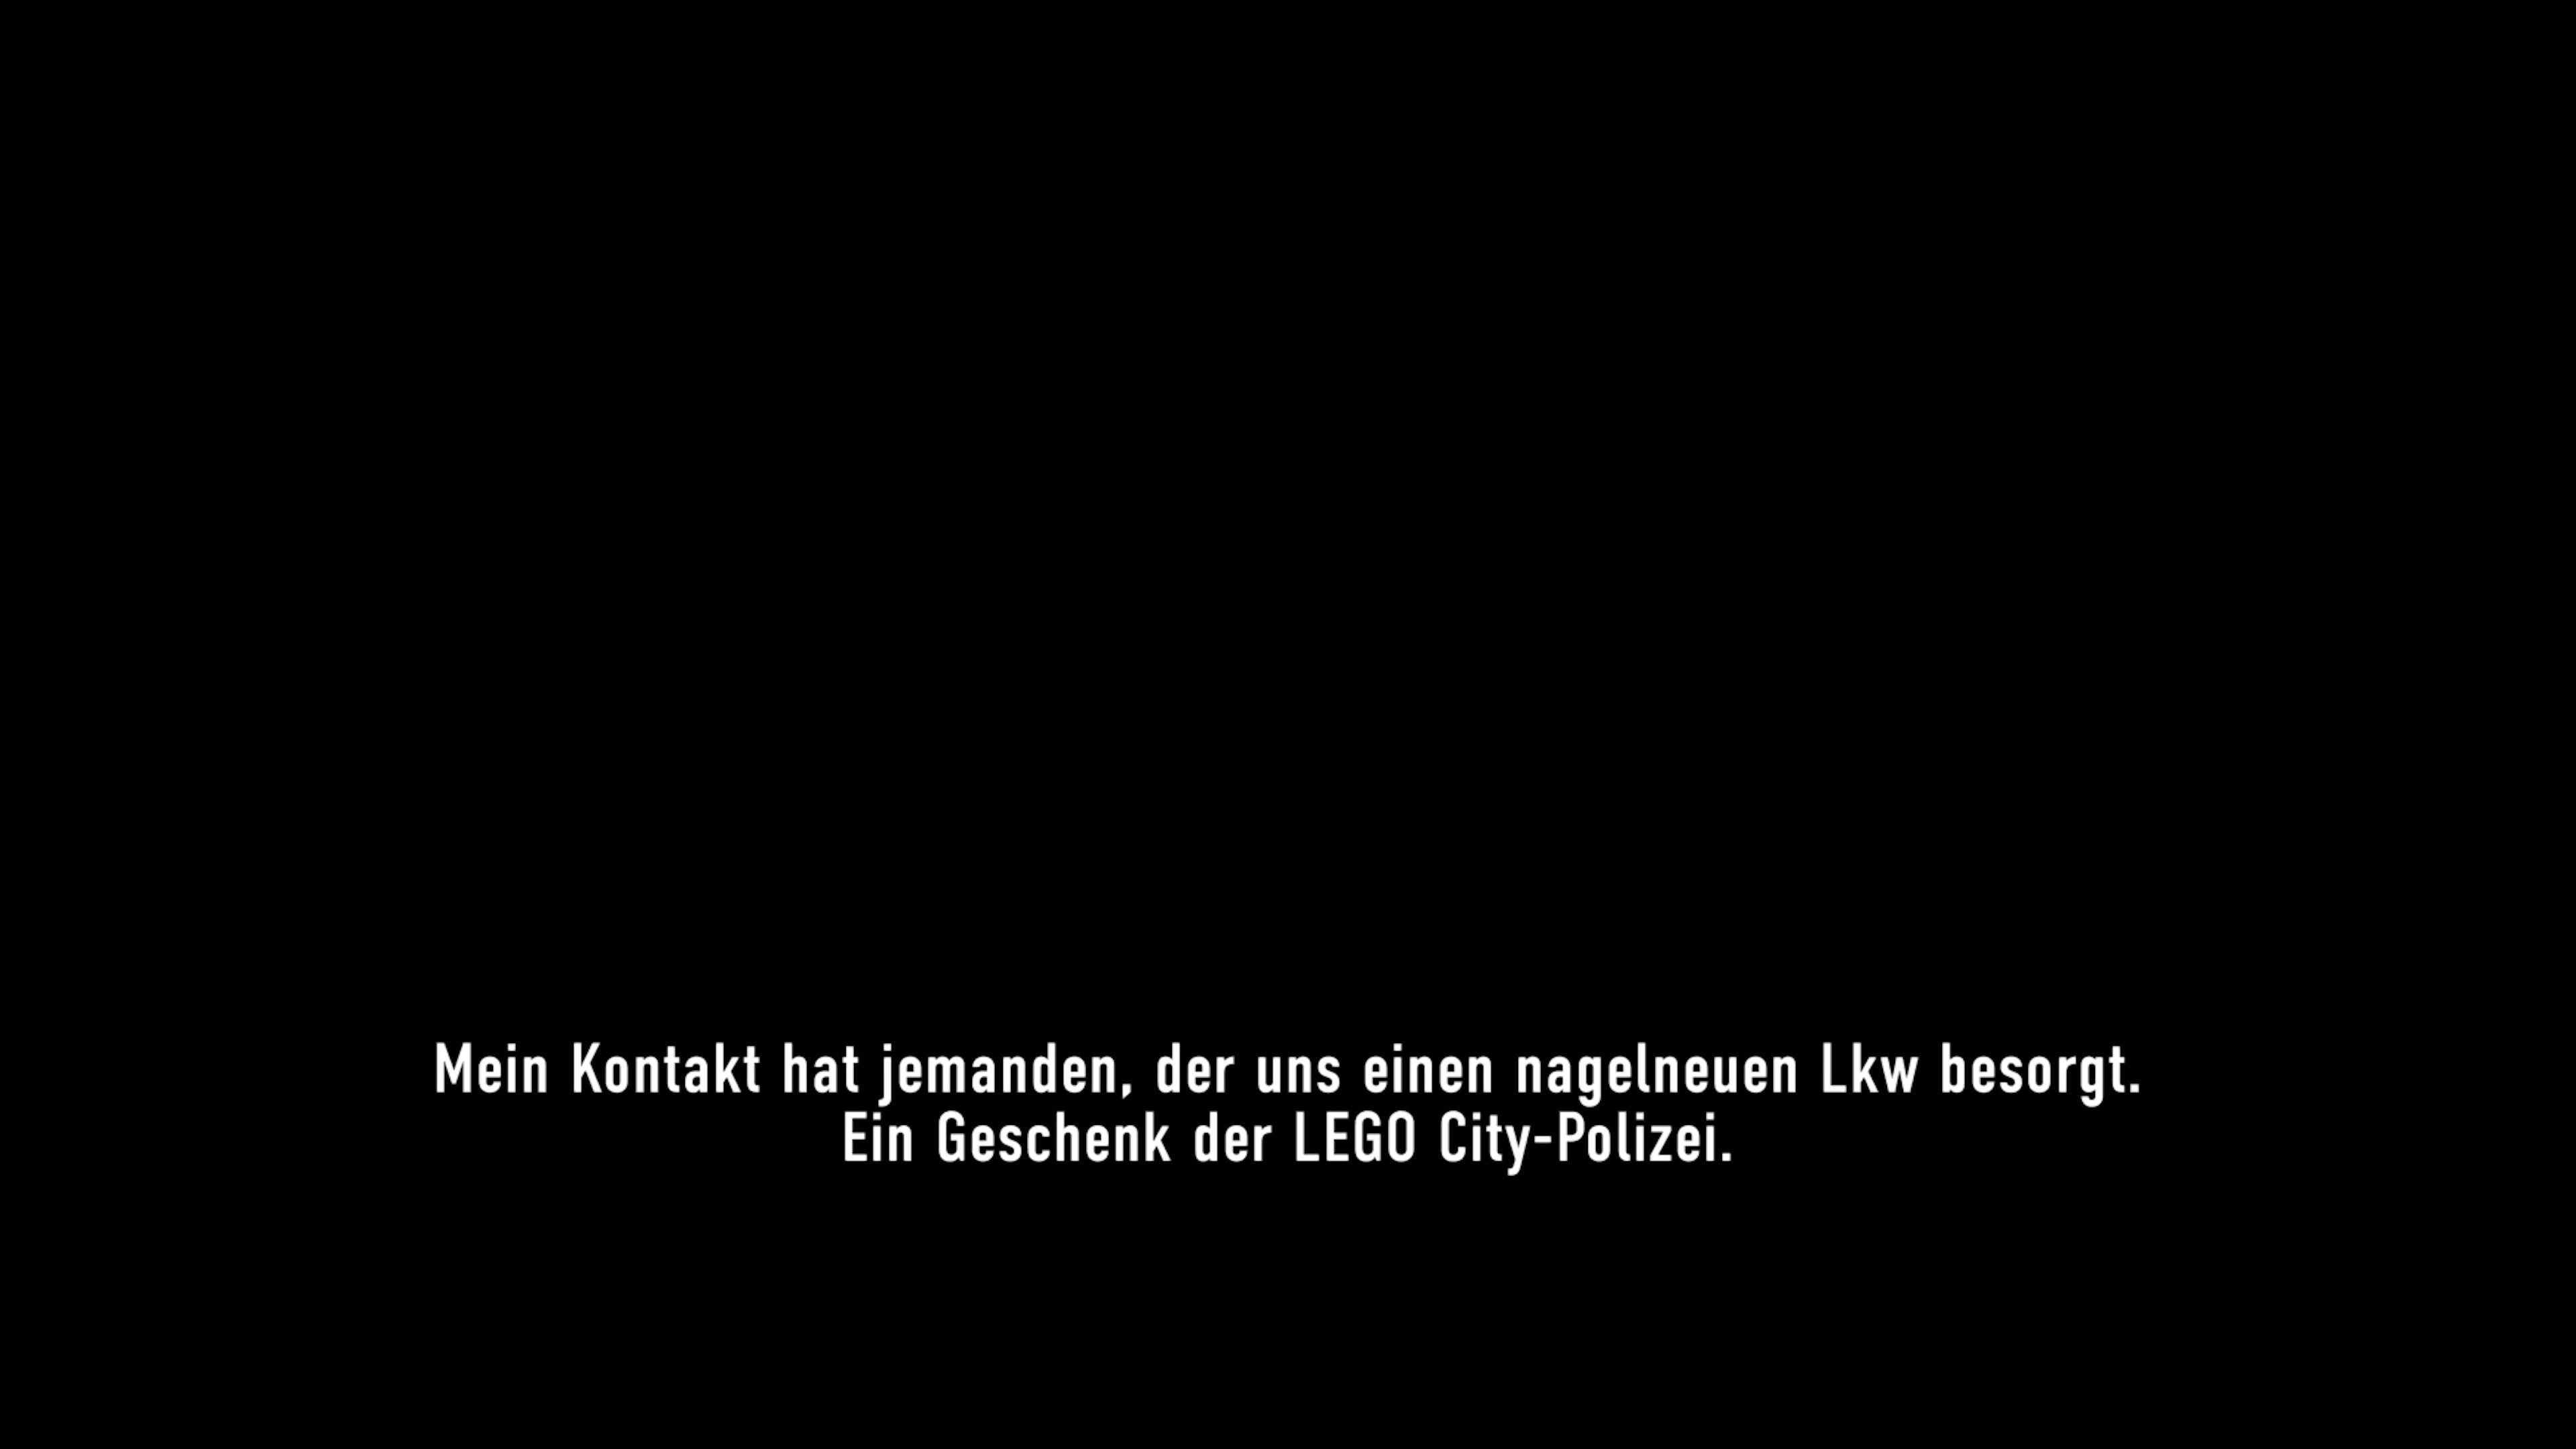 Mein Kontakt hat jemanden, der uns einen nagelneuen Lkw besorgt.
Ein Geschenk der LEGO City-Polizei.